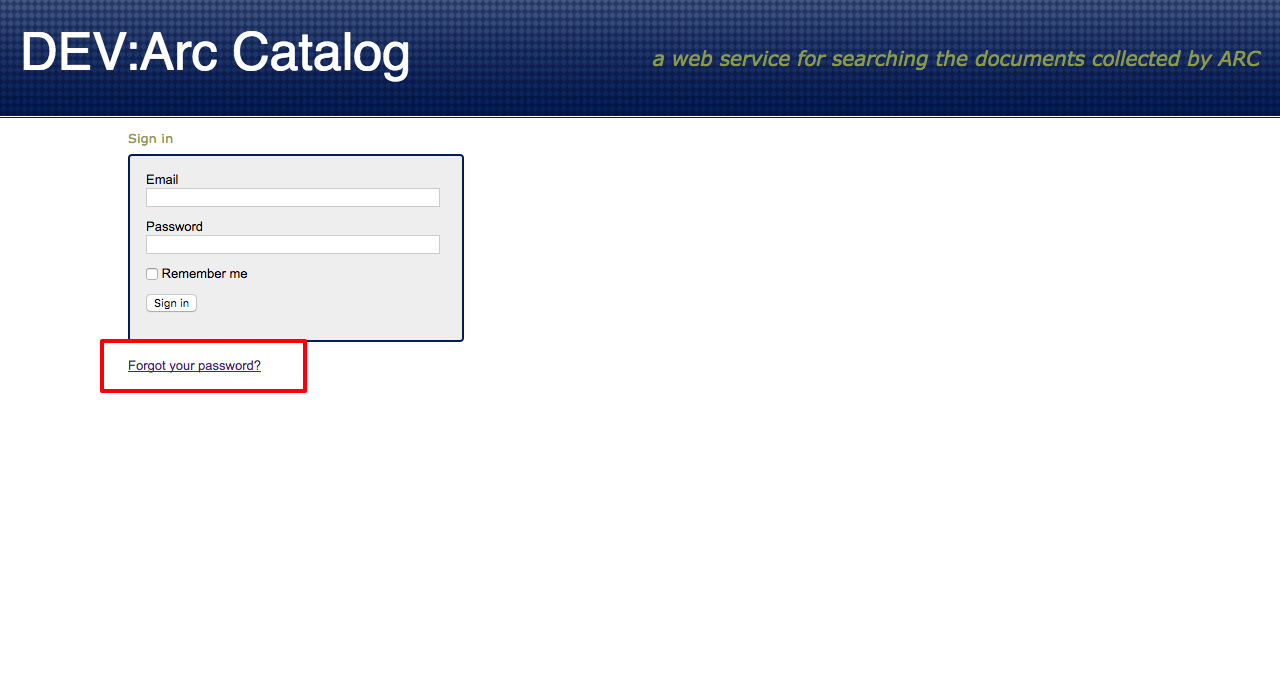 DEV:Arc Catalog
a web service for searching the documents collected by ARC
Sign in
Email
Password
Remember me
Sign in
Forgot your password?